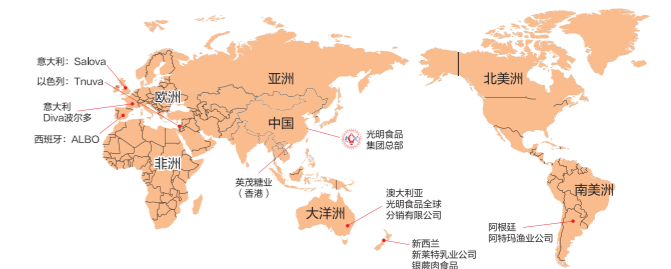 意大利：Salova
以色列：Tnuva
意大利
Diva波尔多
西班牙：ALBO
欧洲
非洲
亚洲
中国
光明食品
集团总部
英茂糖业
（香港）
大洋洲
澳大利亚
光明食品全球
分销有限公司
新西兰
新莱特乳业公司
银蕨肉食品
北美洲
南美洲
阿根廷
阿特玛渔业公司